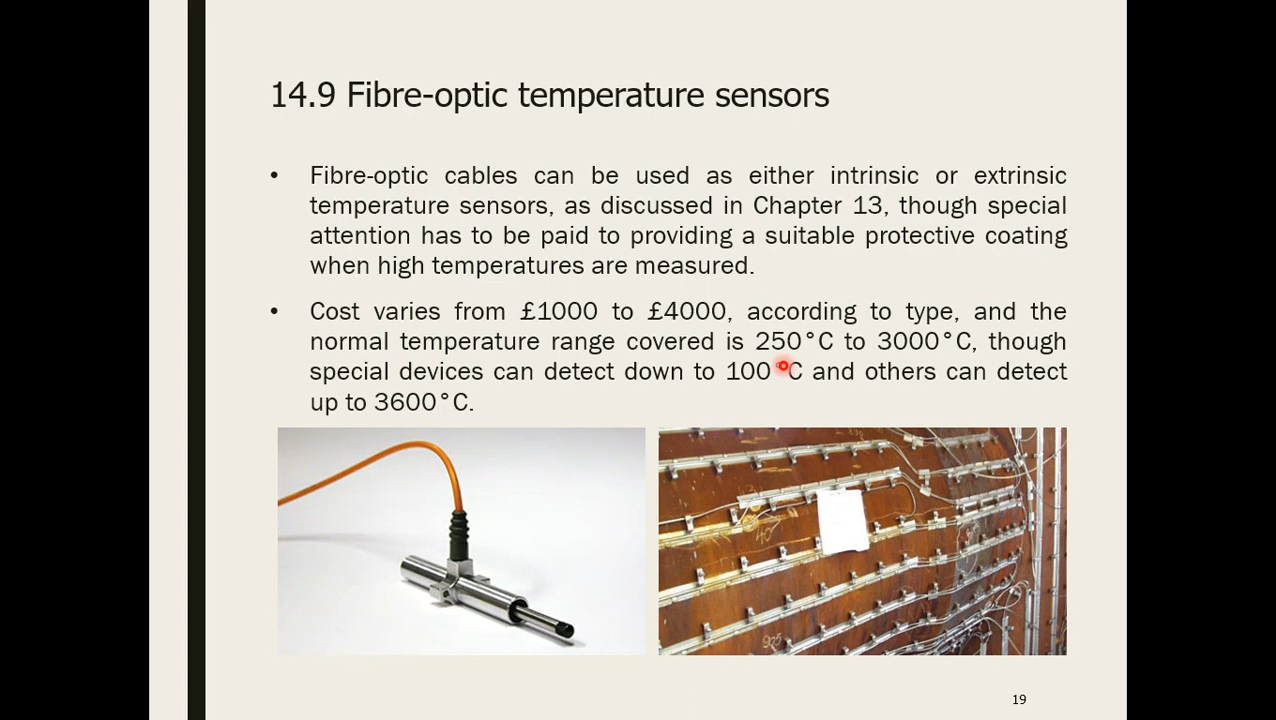 14.9 Fibre-optic temperature sensors
• Fibre-optic cables can be used as either intrinsic or extrinsic
temperature sensors, as discussed in Chapter 13, though special
attention has to be paid to providing a suitable protective coating
when high temperatures are measured.
• Cost varies from £1000 to £4000, according to type, and the
normal temperature range covered is 250°C to 3000°C, though
special devices can detect down to 100°C and others can detect
up to 3600°C.
925
19